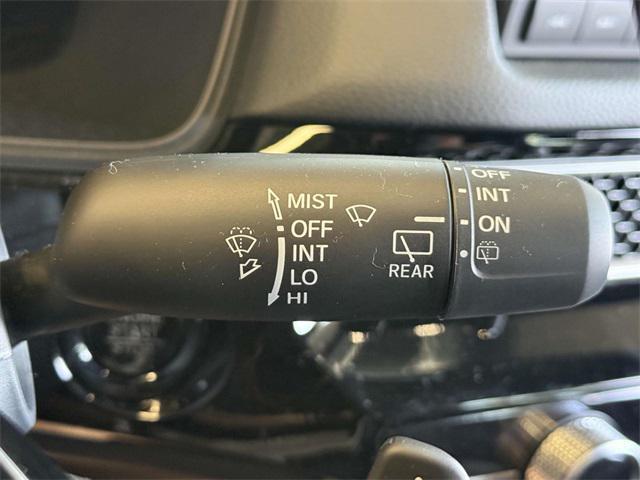 MIST
OFF
INT
LO
HI
REAR
OFF
INT
ON